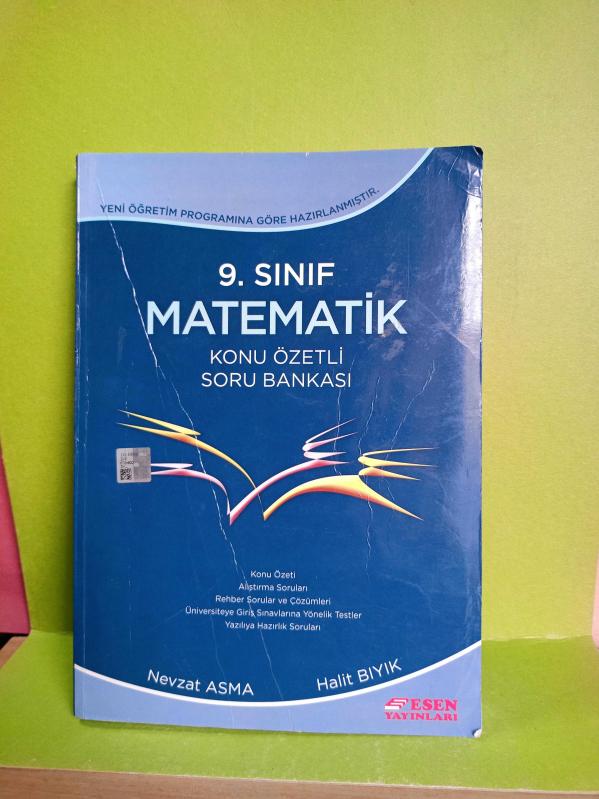 YENİ ÖĞRETİM PROGRAMINA GÖRE HAZIRLANMIŞTIR.
9. SINIF
MATEMATİK
KONU ÖZETLİ
SORU BANKASI
Konu Özeti
Alıştırma Soruları
Rehber Sorular ve Çözümleri
Üniversiteye Giriş Sınavlarına Yönelik Testler
Yazılıya Hazırlık Soruları
Nevzat ASMA
Halit BIYIK
ESEN
YAYINLARI